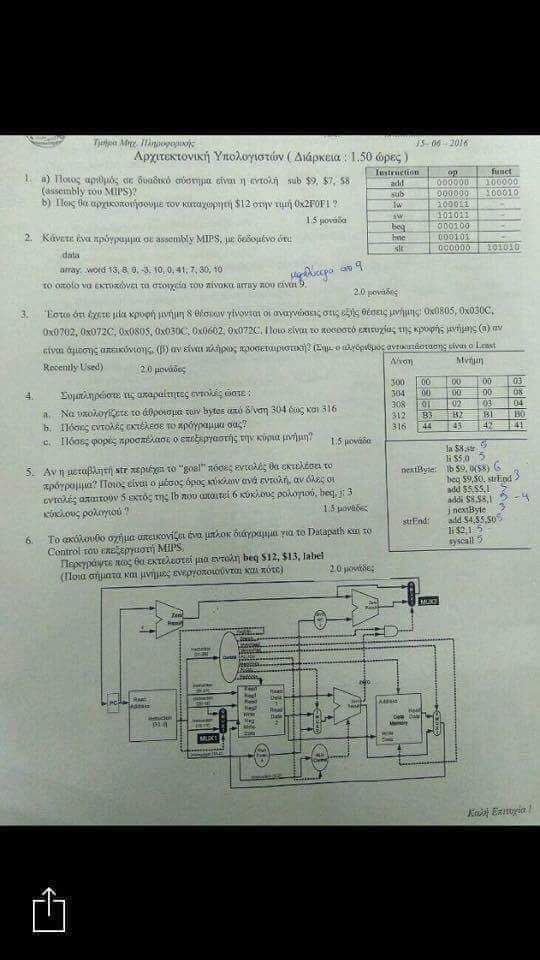 Τμήμα Μηχ. Πληροφορικής
15- 06 - 2016
Αρχιτεκτονική Υπολογιστών ( Διάρκεια : 1.50 ώρες )
1. α) Ποιος αριθμός σε δυαδικό σύστημα είναι η εντολή sub $9, $7, $8
(assembly του MIPS)?
b) Πως θα αρχικοποιήσουμε τον καταχωρητή $12 στην τιμή 0x2F0F1 ?
1.5 μονάδα
Instruction op funct
add 000000 100000
sub 000000 100010
lw 100011 -
sw 101011 -
beq 000100 -
bne 000101 -
slt 000000 101010
2. Κάνετε ένα πρόγραμμα σε assembly MIPS, με δεδομένο ότι:
.data
array: .word 13, 8, 9, -3, 10, 0, 41, 7, 30, 10
μεγαλύτερα από 9
το οποίο να εκτυπώνει τα στοιχεία του πίνακα array που είναι 9.
2.0 μονάδες
3. Έστω ότι έχετε μία κρυφή μνήμη 8 θέσεων γίνονται οι αναγνώσεις στις εξής θέσεις μνήμης: 0x0805, 0x030C,
0x0702, 0x072C, 0x0805, 0x030C, 0x0602, 0x072C. Ποιο είναι το ποσοστό επιτυχίας της κρυφής μνήμης (α) αν
είναι άμεσης απεικόνισης, (β) αν είναι πλήρως προσεταιριστική? (Σημ. ο αλγόριθμος αντικατάστασης είναι ο Least
Recently Used)
2.0 μονάδες
Δ/νση Μνήμη
300 00 00 00 03
304 00 00 00 08
308 01 02 03 04
312 B3 B2 B1 B0
316 44 43 42 41
4. Συμπληρώστε τις απαραίτητες εντολές ώστε :
a. Να υπολογίζετε το άθροισμα των bytes από δ/νση 304 έως και 316
b. Πόσες εντολές εκτέλεσε το πρόγραμμα σας?
c. Πόσες φορές προσπέλασε ο επεξεργαστής την κύρια μνήμη?
1.5 μονάδα
5. Αν η μεταβλητή str περιέχει το "goal" πόσες εντολές θα εκτελέσει το
πρόγραμμα? Ποιος είναι ο μέσος όρος κύκλων ανά εντολή, αν όλες οι
εντολές απαιτούν 5 εκτός της lb που απαιτεί 6 κύκλους ρολογιού, beq, j: 3
κύκλους ρολογιού ?
1.5 μονάδες
la $8,str 5
li $5,0 5
nextByte: lb $9, 0($8) 6
beq $9,$0, strEnd 3
add $5,$5,1 5
addi $8,$8,1 5 - 4
j nextByte 3
strEnd: add $4,$5,$0 5
li $2,1 5
syscall 5
6. Το ακόλουθο σχήμα απεικονίζει ένα μπλοκ διάγραμμα για το Datapath και το
Control του επεξεργαστή MIPS.
Περιγράψτε πως θα εκτελεστεί μια εντολή beq $12, $13, label
(Ποια σήματα και μνήμες ενεργοποιούνται και πότε)
2.0 μονάδες
MUX2
PC
Read
Address
Instruction
[31-0]
Control
MUX1
Address
Data
Memory
Write
Data
Read
Data
Καλή Επιτυχία !